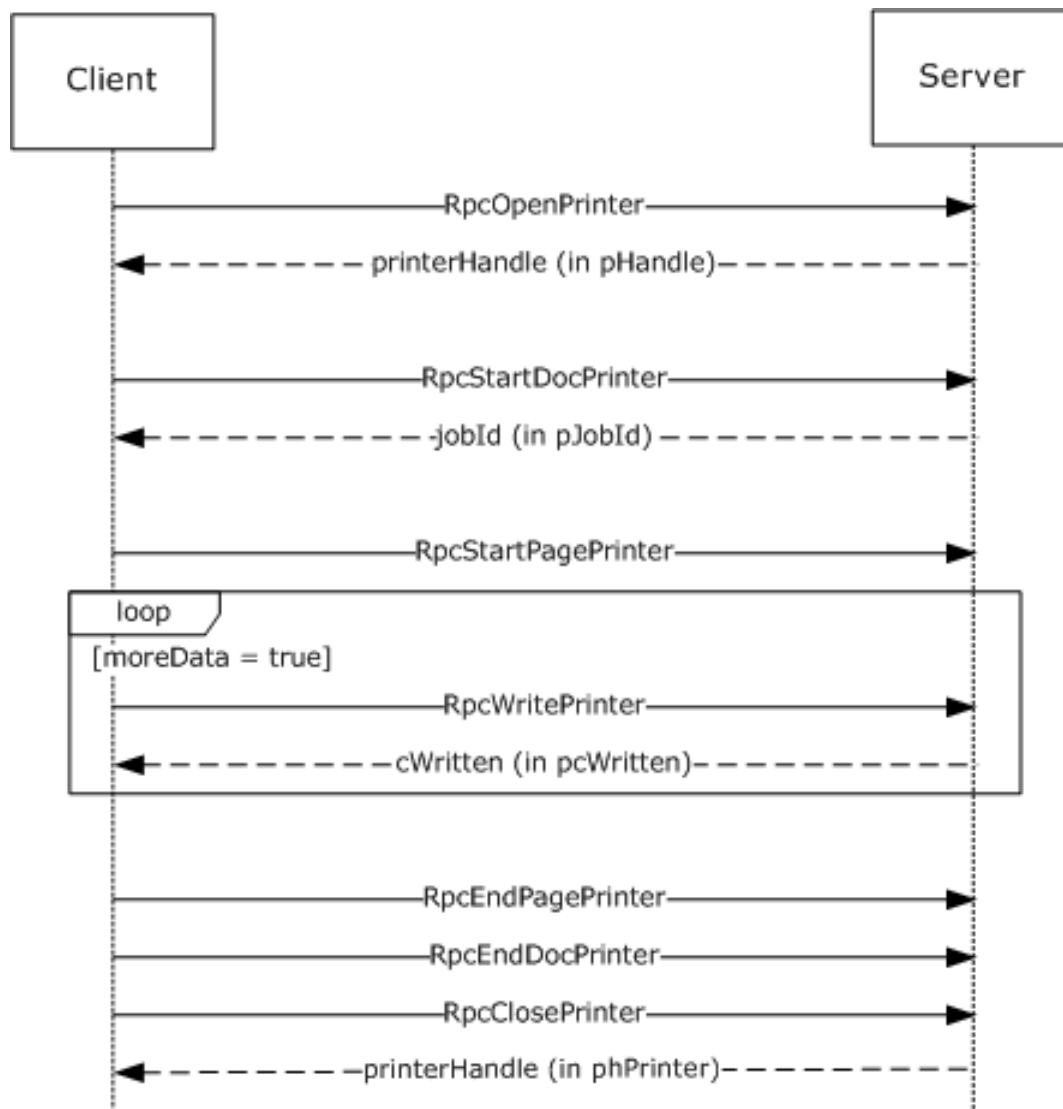 Client
Server
RpcOpenPrinter
printerHandle (in pHandle)
RpcStartDocPrinter
jobId (in pJobId)
RpcStartPagePrinter
loop
[moreData = true]
RpcWritePrinter
cWritten (in pcWritten)
RpcEndPagePrinter
RpcEndDocPrinter
RpcClosePrinter
printerHandle (in phPrinter)